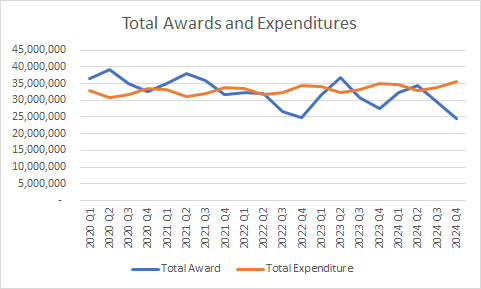 Total Awards and Expenditures
45,000,000
40,000,000
35,000,000
30,000,000
25,000,000
20,000,000
15,000,000
10,000,000
5,000,000
-
2020 Q1
2020 Q2
2020 Q3
2020 Q4
2021 Q1
2021 Q2
2021 Q3
2021 Q4
2022 Q1
2022 Q2
2022 Q3
2022 Q4
2023 Q1
2023 Q2
2023 Q3
2023 Q4
2024 Q1
2024 Q2
2024 Q3
2024 Q4
Total Award Total Expenditure